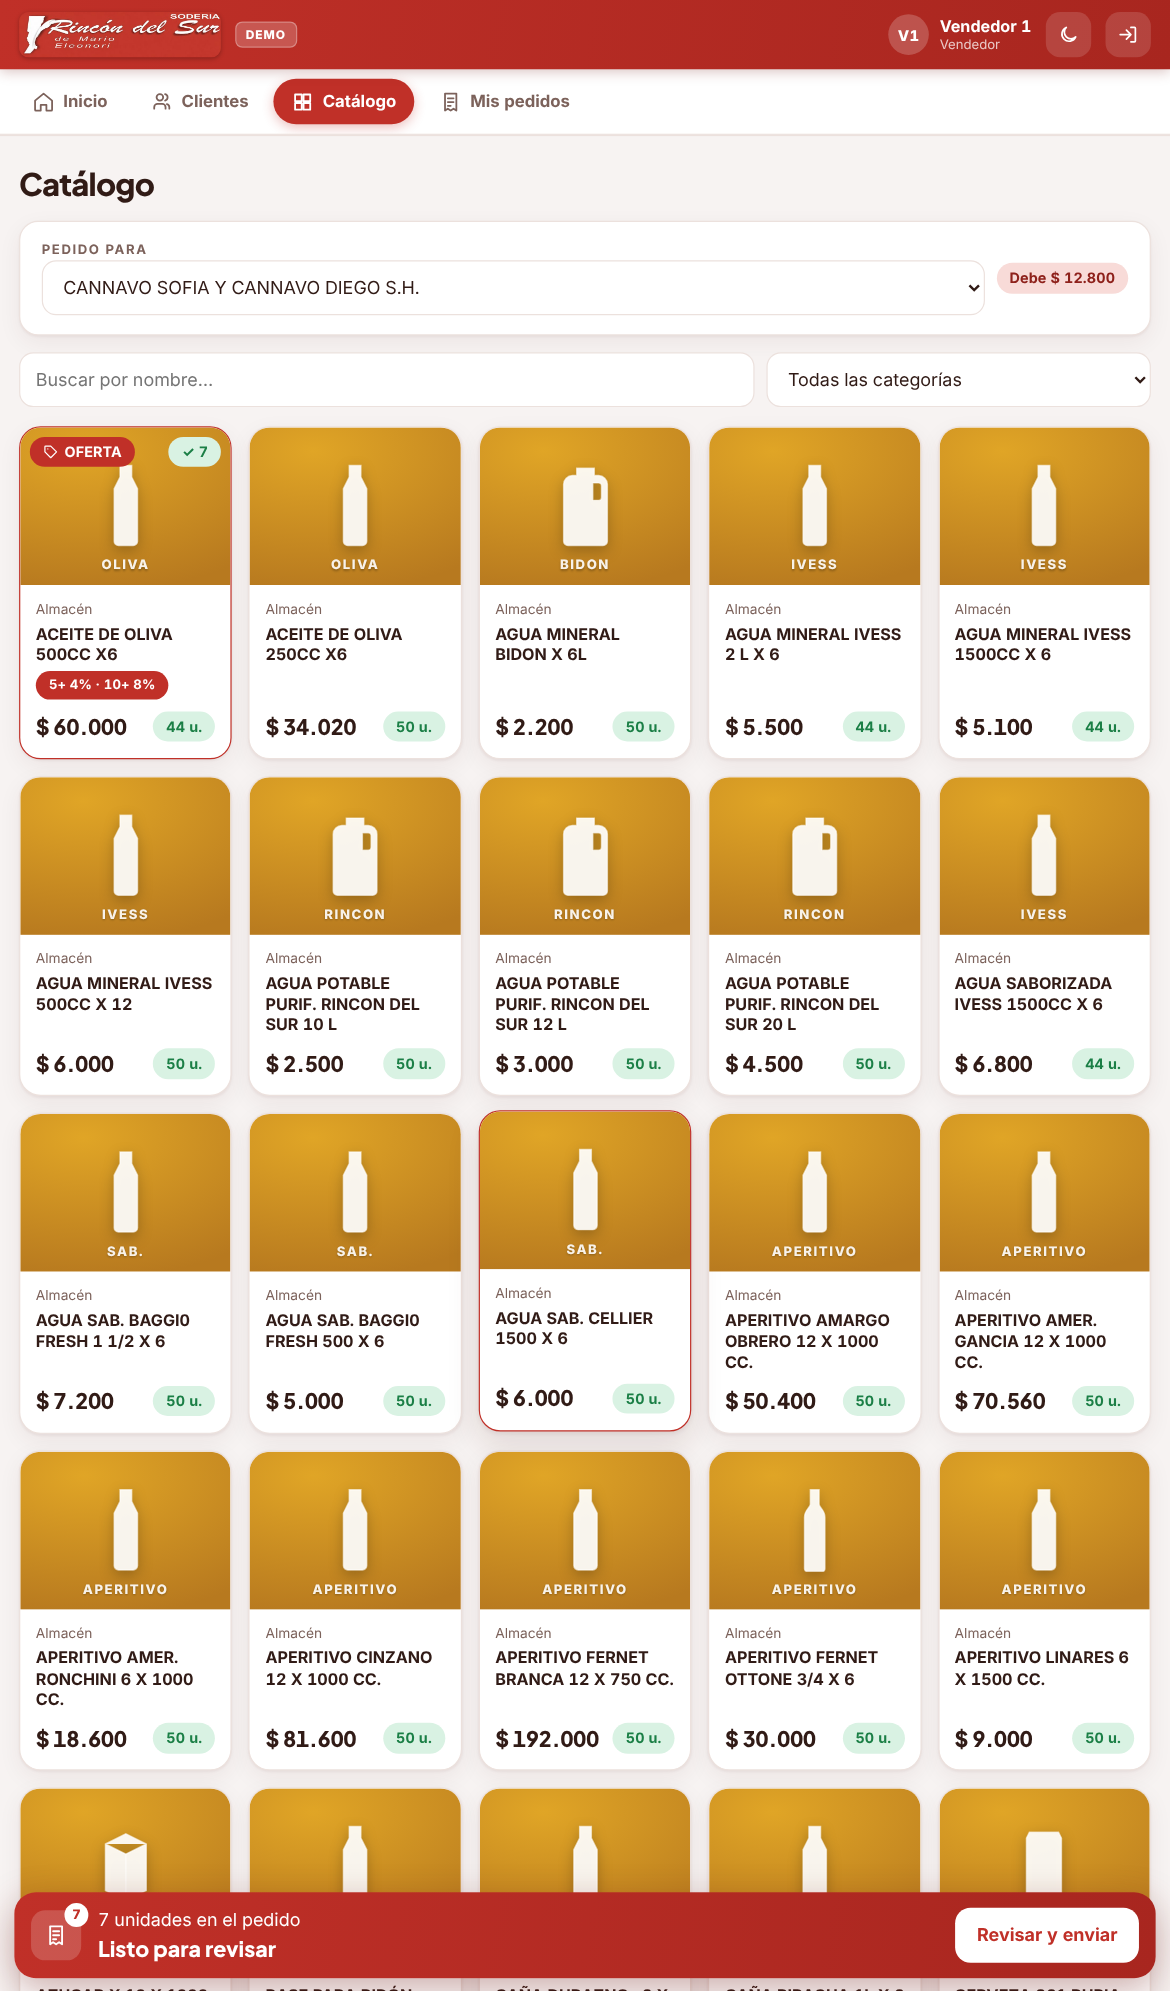 SODERIA
Rincón del Sur
de Mario
Eleonori
DEMO
V1
Vendedor 1
Vendedor
Inicio
Clientes
Catálogo
Mis pedidos
Catálogo
PEDIDO PARA
CANNAVO SOFIA Y CANNAVO DIEGO S.H.
Debe $ 12.800
Buscar por nombre...
Todas las categorías
OFERTA
7
OLIVA
Almacén
ACEITE DE OLIVA
500CC X6
5+ 4% · 10+ 8%
$ 60.000
44 u.
OLIVA
Almacén
ACEITE DE OLIVA
250CC X6
$ 34.020
50 u.
BIDON
Almacén
AGUA MINERAL
BIDON X 6L
$ 2.200
50 u.
IVESS
Almacén
AGUA MINERAL IVESS
2 L X 6
$ 5.500
44 u.
IVESS
Almacén
AGUA MINERAL IVESS
1500CC X 6
$ 5.100
44 u.
IVESS
Almacén
AGUA MINERAL IVESS
500CC X 12
$ 6.000
50 u.
RINCON
Almacén
AGUA POTABLE
PURIF. RINCON DEL
SUR 10 L
$ 2.500
50 u.
RINCON
Almacén
AGUA POTABLE
PURIF. RINCON DEL
SUR 12 L
$ 3.000
50 u.
RINCON
Almacén
AGUA POTABLE
PURIF. RINCON DEL
SUR 20 L
$ 4.500
50 u.
IVESS
Almacén
AGUA SABORIZADA
IVESS 1500CC X 6
$ 6.800
44 u.
SAB.
Almacén
AGUA SAB. BAGGI0
FRESH 1 1/2 X 6
$ 7.200
50 u.
SAB.
Almacén
AGUA SAB. BAGGI0
FRESH 500 X 6
$ 5.000
50 u.
SAB.
Almacén
AGUA SAB. CELLIER
1500 X 6
$ 6.000
50 u.
APERITIVO
Almacén
APERITIVO AMARGO
OBRERO 12 X 1000
CC.
$ 50.400
50 u.
APERITIVO
Almacén
APERITIVO AMER.
GANCIA 12 X 1000
CC.
$ 70.560
50 u.
APERITIVO
Almacén
APERITIVO AMER.
RONCHINI 6 X 1000
CC.
$ 18.600
50 u.
APERITIVO
Almacén
APERITIVO CINZANO
12 X 1000 CC.
$ 81.600
50 u.
APERITIVO
Almacén
APERITIVO FERNET
BRANCA 12 X 750 CC.
$ 192.000
50 u.
APERITIVO
Almacén
APERITIVO FERNET
OTTONE 3/4 X 6
$ 30.000
50 u.
APERITIVO
Almacén
APERITIVO LINARES 6
X 1500 CC.
$ 9.000
50 u.
7
7 unidades en el pedido
Listo para revisar
Revisar y enviar